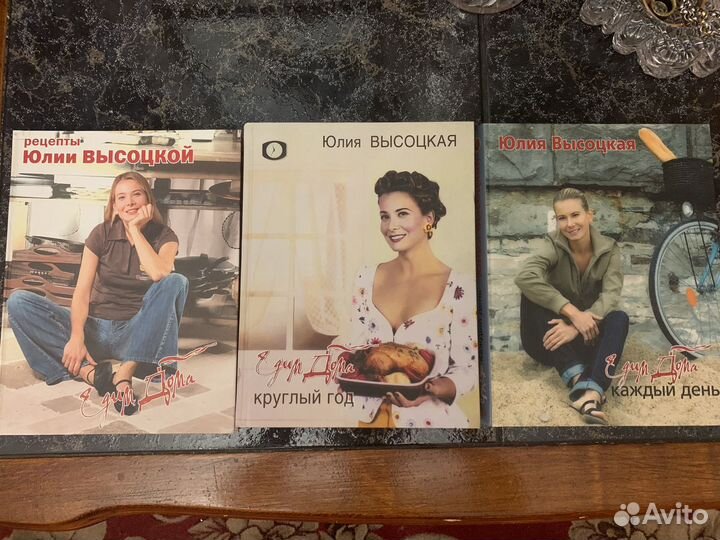 рецепты
Юлии ВЫСОЦКОЙ
Едим Дома
Юлия ВЫСОЦКАЯ
Едим Дома
круглый год
Юлия Высоцкая
Едим Дома
каждый день
Avito